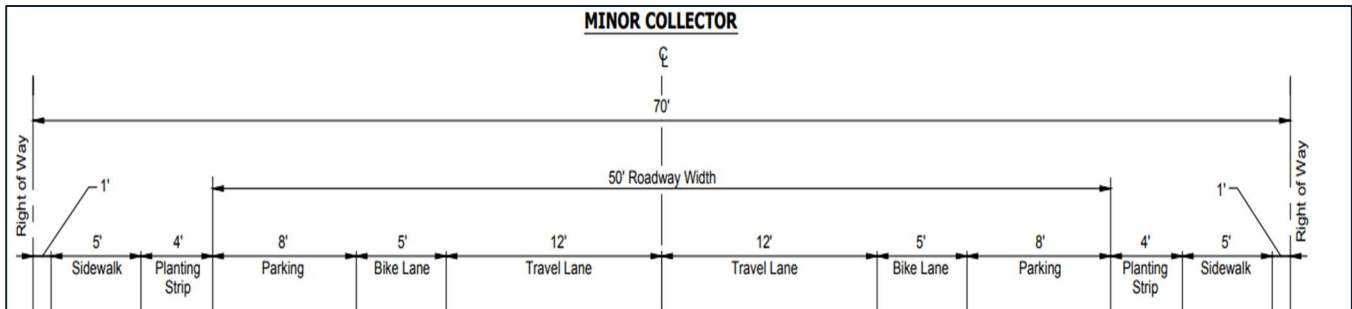 MINOR COLLECTOR
℄
70'
Right of Way
Right of Way
50' Roadway Width
1'
1'
5'
4'
8'
5'
12'
12'
5'
8'
4'
5'
Sidewalk
Planting
Strip
Parking
Bike Lane
Travel Lane
Travel Lane
Bike Lane
Parking
Planting
Strip
Sidewalk